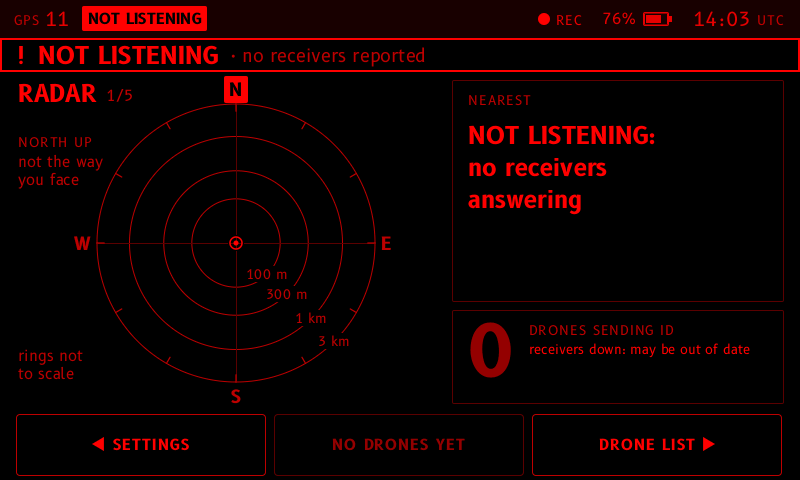 GPS 11 NOT LISTENING REC 76% 14:03 UTC
! NOT LISTENING · no receivers reported
RADAR 1/5
N
NORTH UP
not the way
you face
W
E
100 m
300 m
1 km
3 km
rings not
to scale
S
NEAREST
NOT LISTENING:
no receivers
answering
0
DRONES SENDING ID
receivers down: may be out of date
SETTINGS
NO DRONES YET
DRONE LIST